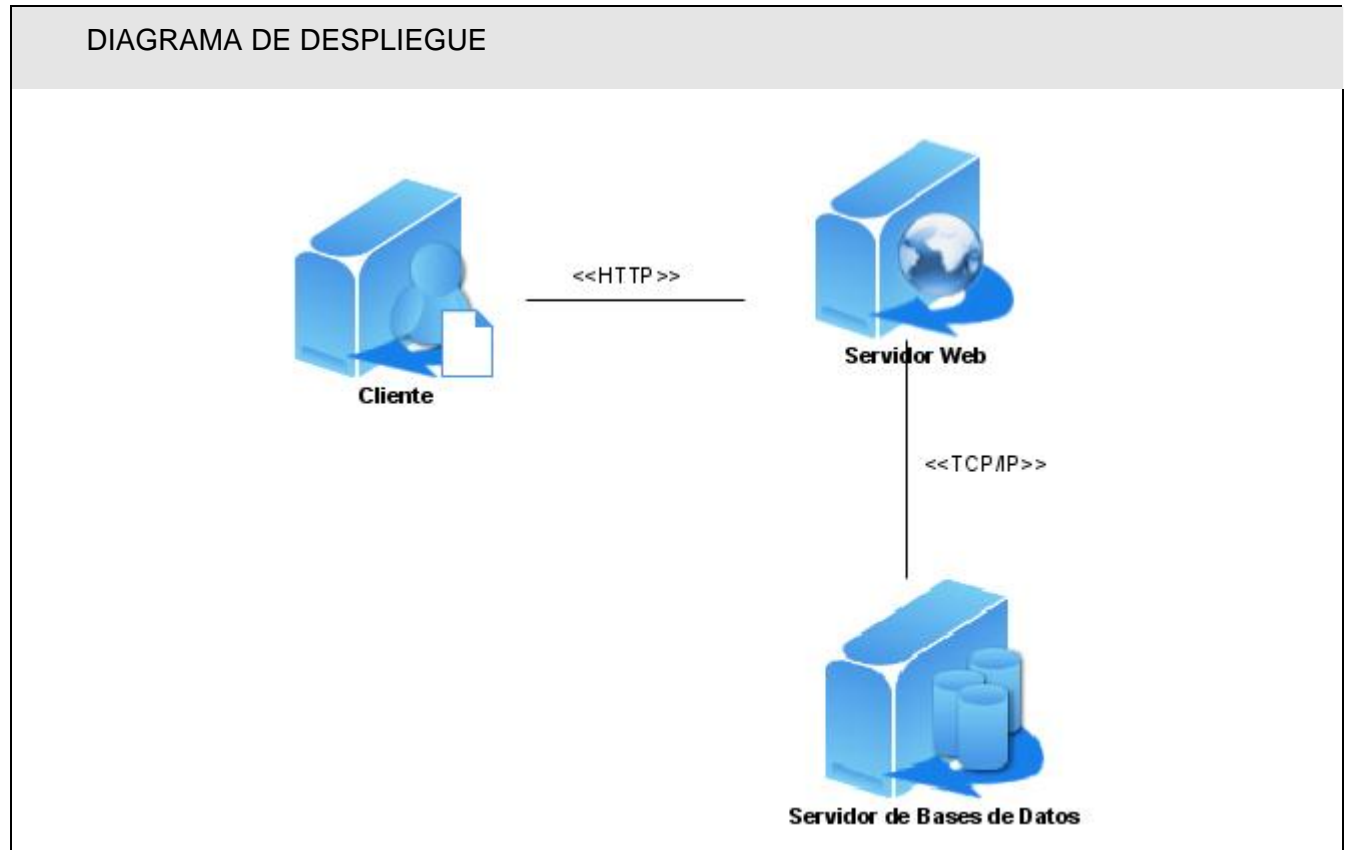 DIAGRAMA DE DESPLIEGUE
<<HTTP>>
Servidor Web
Cliente
<<TCP/IP>>
Servidor de Bases de Datos